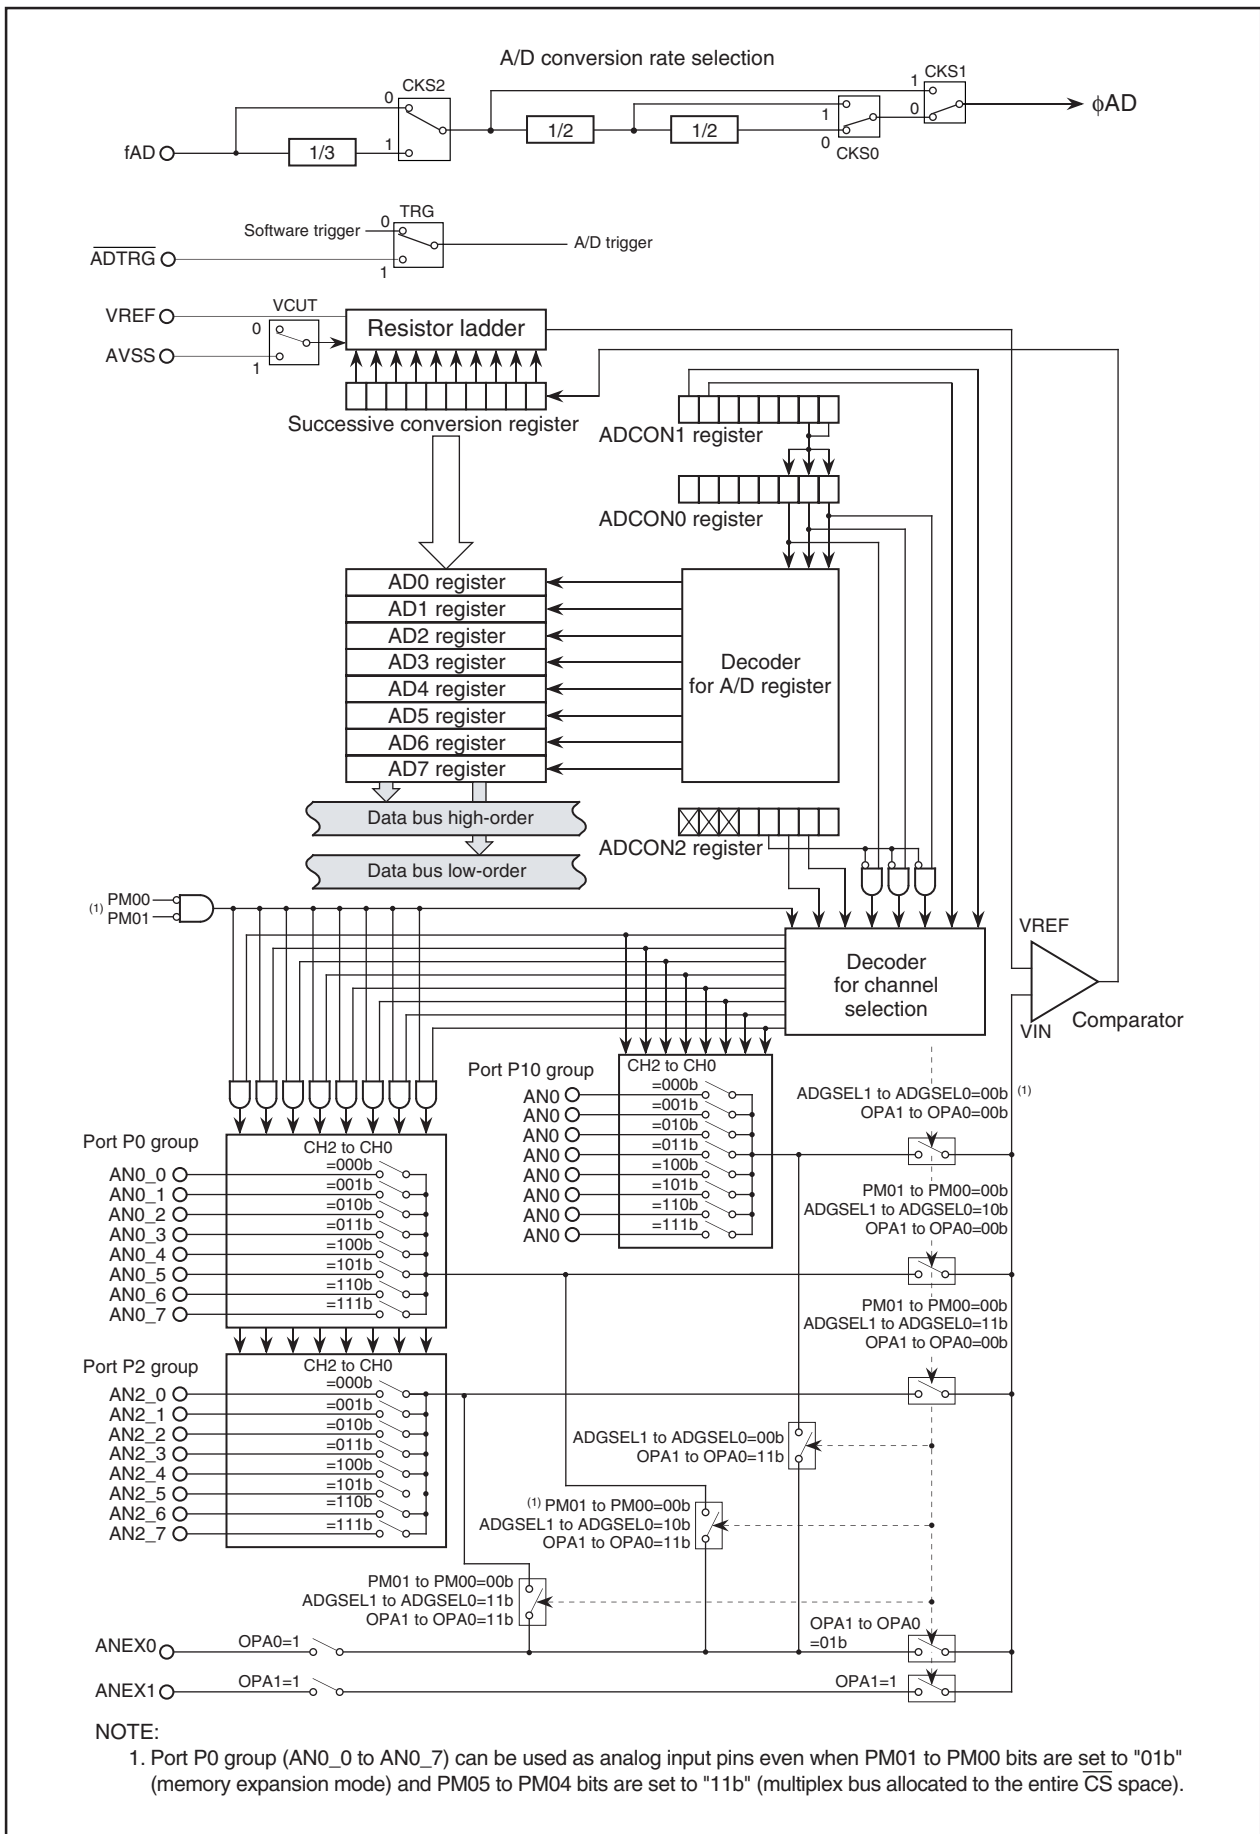 A/D conversion rate selection
CKS2
CKS1
0
1
φAD
1/2
1/2
1
0
0
CKS0
fAD
1/3
1
TRG
Software trigger
0
A/D trigger
ADTRG
1
VREF
VCUT
0
Resistor ladder
AVSS
1
Successive conversion register
ADCON1 register
ADCON0 register
AD0 register
AD1 register
AD2 register
AD3 register
AD4 register
AD5 register
AD6 register
AD7 register
Decoder
for A/D register
Data bus high-order
Data bus low-order
ADCON2 register
(1) PM00
PM01
Decoder
for channel
selection
VREF
VIN
Comparator
Port P10 group
CH2 to CH0
AN0 =000b
AN0 =001b
AN0 =010b
AN0 =011b
AN0 =100b
AN0 =101b
AN0 =110b
AN0 =111b
ADGSEL1 to ADGSEL0=00b (1)
OPA1 to OPA0=00b
Port P0 group
CH2 to CH0
AN0_0 =000b
AN0_1 =001b
AN0_2 =010b
AN0_3 =011b
AN0_4 =100b
AN0_5 =101b
AN0_6 =110b
AN0_7 =111b
PM01 to PM00=00b
ADGSEL1 to ADGSEL0=10b
OPA1 to OPA0=00b
PM01 to PM00=00b
ADGSEL1 to ADGSEL0=11b
OPA1 to OPA0=00b
Port P2 group
CH2 to CH0
AN2_0 =000b
AN2_1 =001b
AN2_2 =010b
AN2_3 =011b
AN2_4 =100b
AN2_5 =101b
AN2_6 =110b
AN2_7 =111b
ADGSEL1 to ADGSEL0=00b
OPA1 to OPA0=11b
(1) PM01 to PM00=00b
ADGSEL1 to ADGSEL0=10b
OPA1 to OPA0=11b
PM01 to PM00=00b
ADGSEL1 to ADGSEL0=11b
OPA1 to OPA0=11b
ANEX0
OPA0=1
OPA1 to OPA0
=01b
ANEX1
OPA1=1
OPA1=1
NOTE:
1. Port P0 group (AN0_0 to AN0_7) can be used as analog input pins even when PM01 to PM00 bits are set to "01b"
(memory expansion mode) and PM05 to PM04 bits are set to "11b" (multiplex bus allocated to the entire CS space).